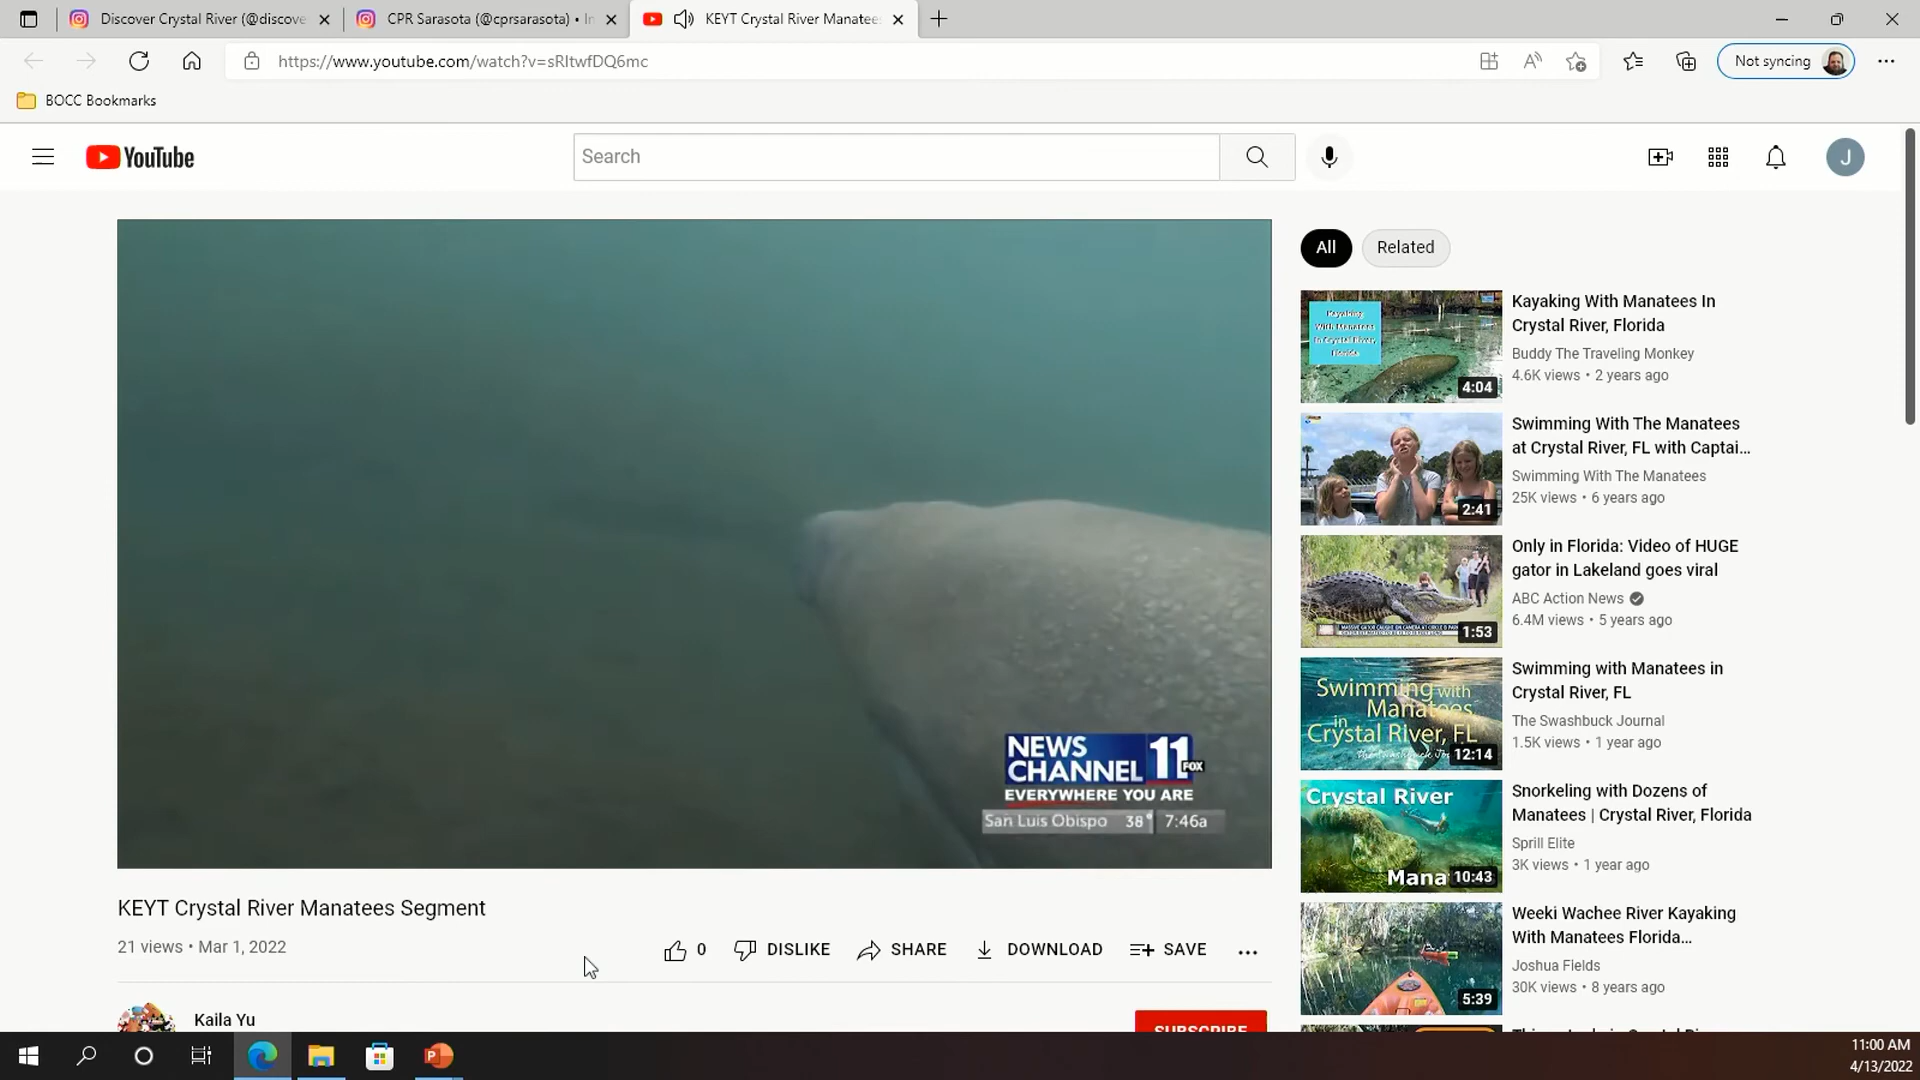 Discover Crystal River (@discove
CPR Sarasota (@cprsarasota) • In
KEYT Crystal River Manatee
https://www.youtube.com/watch?v=sRItwfDQ6mc
Not syncing
BOCC Bookmarks
YouTube
Search
J
NEWS
CHANNEL 11
FOX
EVERYWHERE YOU ARE
San Luis Obispo 38° 7:46a
KEYT Crystal River Manatees Segment
21 views • Mar 1, 2022
0
DISLIKE
SHARE
DOWNLOAD
SAVE
Kaila Yu
SUBSCRIBE
All
Related
Kayaking
With Manatees
In Crystal River,
Florida
4:04
Kayaking With Manatees In
Crystal River, Florida
Buddy The Traveling Monkey
4.6K views • 2 years ago
2:41
Swimming With The Manatees
at Crystal River, FL with Captai...
Swimming With The Manatees
25K views • 6 years ago
1:53
Only in Florida: Video of HUGE
gator in Lakeland goes viral
ABC Action News
6.4M views • 5 years ago
Swimming with
Manatees
in
Crystal River, FL
12:14
Swimming with Manatees in
Crystal River, FL
The Swashbuck Journal
1.5K views • 1 year ago
Crystal River
Mana
10:43
Snorkeling with Dozens of
Manatees | Crystal River, Florida
Sprill Elite
3K views • 1 year ago
5:39
Weeki Wachee River Kayaking
With Manatees Florida...
Joshua Fields
30K views • 8 years ago
11:00 AM
4/13/2022